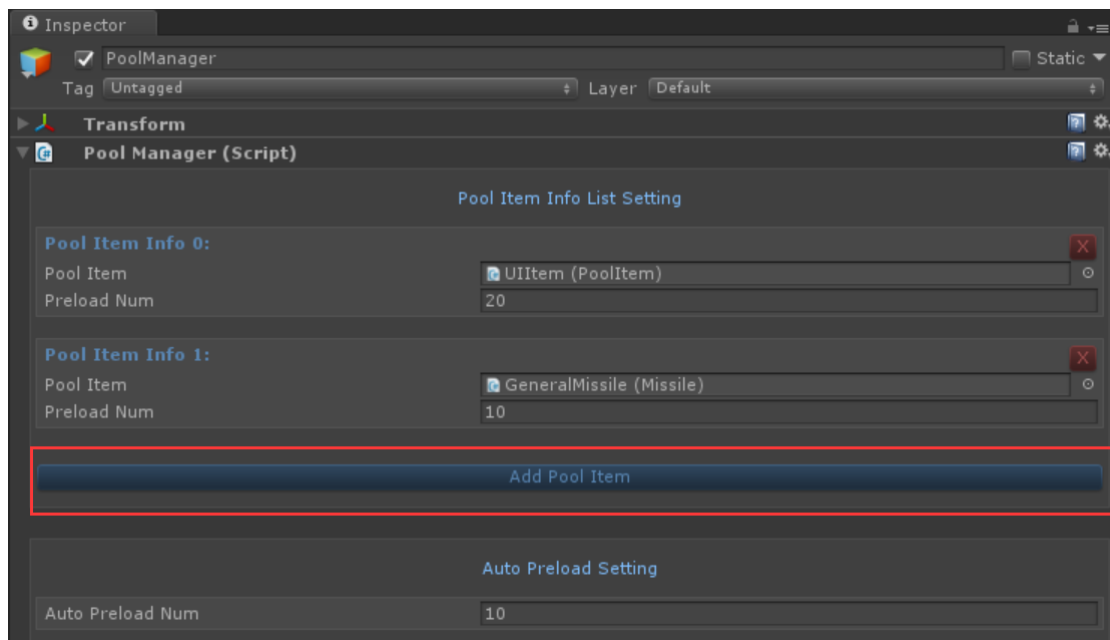 Inspector
PoolManager Static
Tag Untagged Layer Default
Transform
Pool Manager (Script)
Pool Item Info List Setting
Pool Item Info 0: X
Pool Item UIItem (PoolItem)
Preload Num 20
Pool Item Info 1: X
Pool Item GeneralMissile (Missile)
Preload Num 10
Add Pool Item
Auto Preload Setting
Auto Preload Num 10